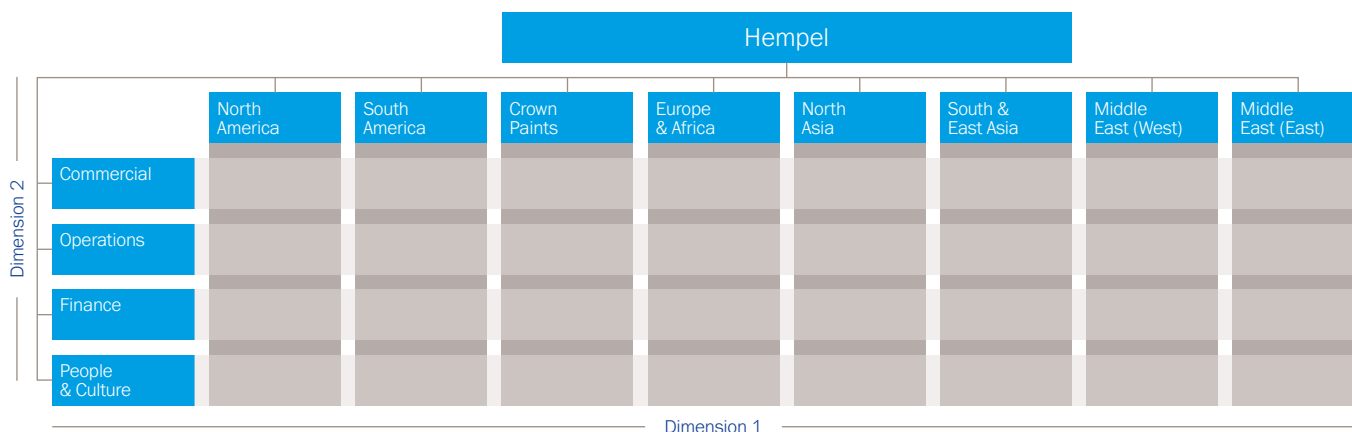 Hempel
North
America
South
America
Crown
Paints
Europe
& Africa
North
Asia
South &
East Asia
Middle
East (West)
Middle
East (East)
Dimension 2
Commercial
Operations
Finance
People
& Culture
Dimension 1